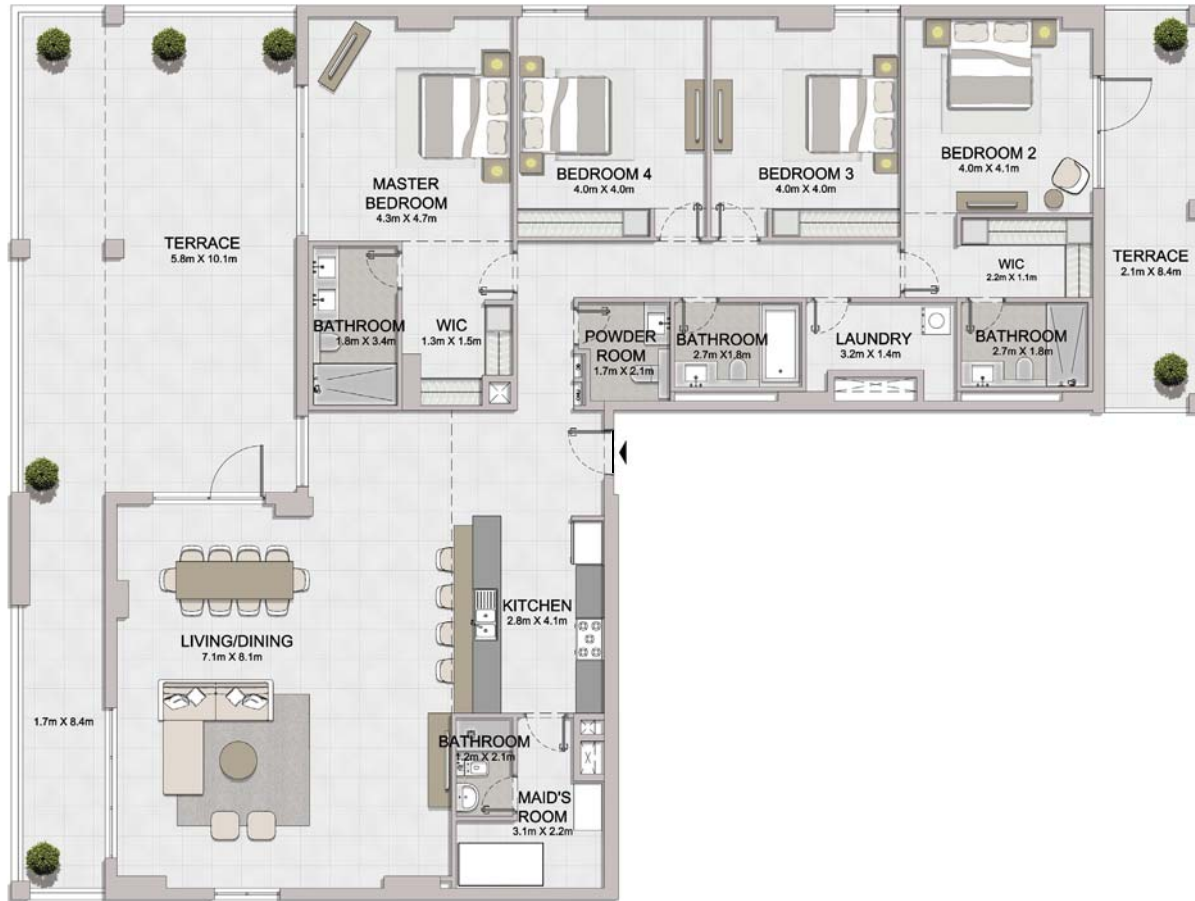 BEDROOM 2
4.0m X 4.1m
BEDROOM 4
4.0m X 4.0m
BEDROOM 3
4.0m X 4.0m
MASTER
BEDROOM
4.3m X 4.7m
TERRACE
5.8m X 10.1m
TERRACE
2.1m X 8.4m
WIC
2.2m X 1.1m
BATHROOM
1.8m X 3.4m
WIC
1.3m X 1.5m
POWDER
ROOM
1.7m X 2.1m
BATHROOM
2.7m X1.8m
LAUNDRY
3.2m X 1.4m
BATHROOM
2.7m X 1.8m
KITCHEN
2.8m X 4.1m
LIVING/DINING
7.1m X 8.1m
1.7m X 8.4m
BATHROOM
1.2m X 2.1m
MAID'S
ROOM
3.1m X 2.2m